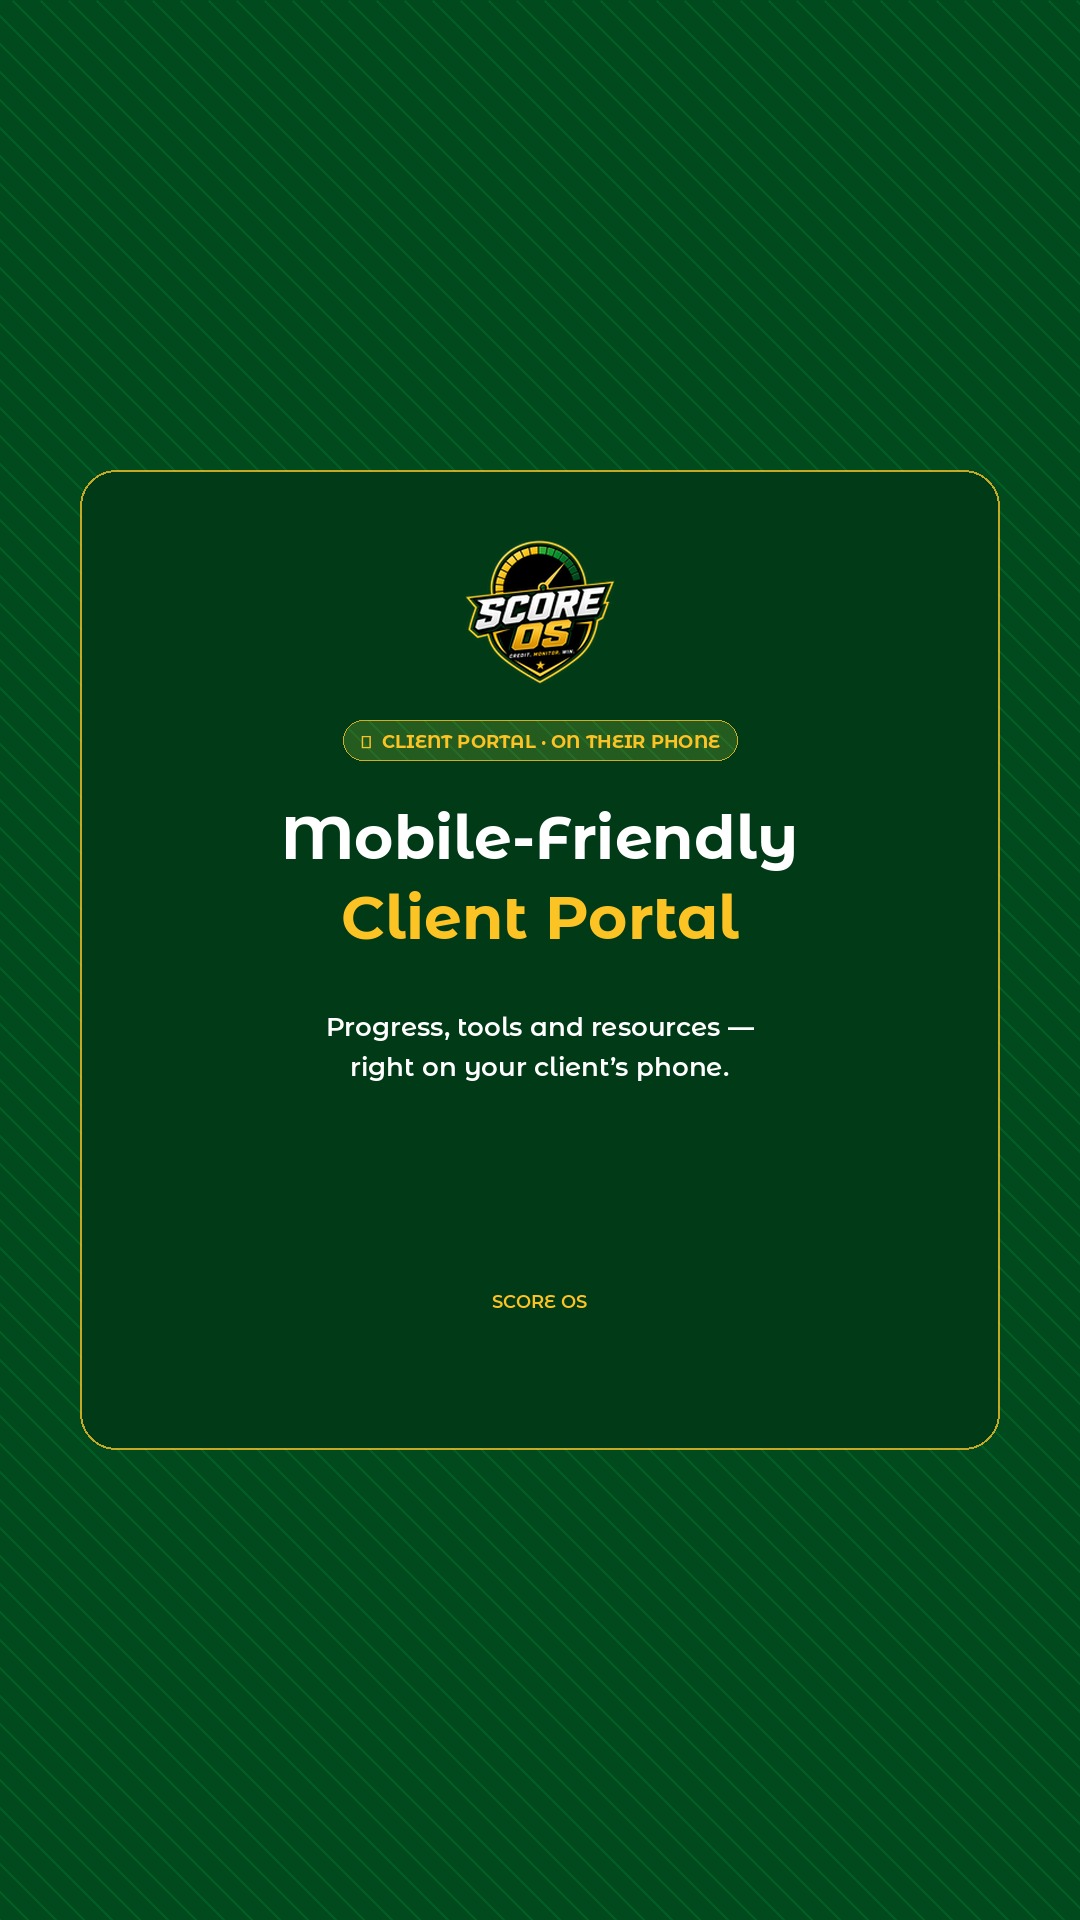 SCORE
OS
CREDIT. MONITOR. WIN.
CLIENT PORTAL · ON THEIR PHONE
Mobile-Friendly
Client Portal
Progress, tools and resources —
right on your client’s phone.
SCORE OS